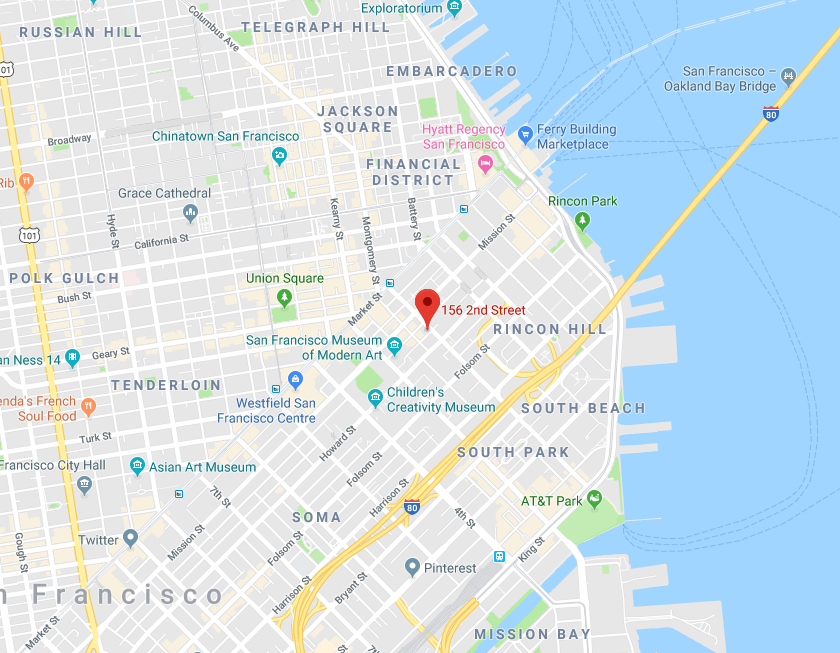 Exploratorium
RUSSIAN HILL
Columbus Ave
TELEGRAPH HILL
101
EMBARCADERO
San Francisco –
Oakland Bay Bridge
80
JACKSON
SQUARE
Broadway
Chinatown San Francisco
Hyatt Regency
San Francisco
Ferry Building
Marketplace
FINANCIAL
DISTRICT
Rib
Grace Cathedral
Rincon Park
Hyde St
Kearny St
Montgomery St
Battery St
Mission St
101
California St
POLK GULCH
Union Square
Bush St
Market St
156 2nd Street
RINCON HILL
San Francisco Museum
of Modern Art
Geary St
an Ness 14
Folsom St
TENDERLOIN
Westfield San
Francisco Centre
Children's
Creativity Museum
enda's French
Soul Food
SOUTH BEACH
Turk St
Howard St
SOUTH PARK
Francisco City Hall
Asian Art Museum
Folsom St
Harrison St
7th St
80
AT&T Park
SOMA
4th St
Gough St
Twitter
Mission St
Folsom St
King St
Pinterest
n Francisco
Harrison St
Bryant St
Market St
MISSION BAY
7th